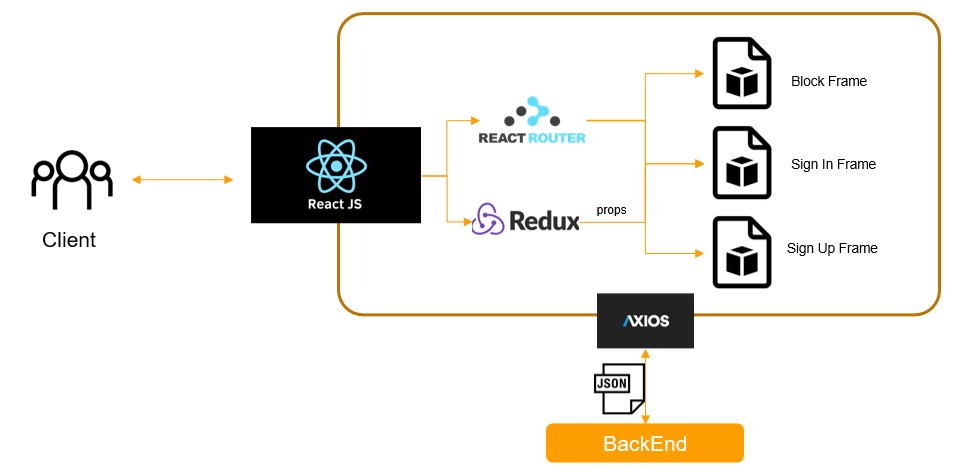 Block Frame
REACT ROUTER
Sign In Frame
React JS
props
Redux
Client
Sign Up Frame
AXIOS
JSON
BackEnd